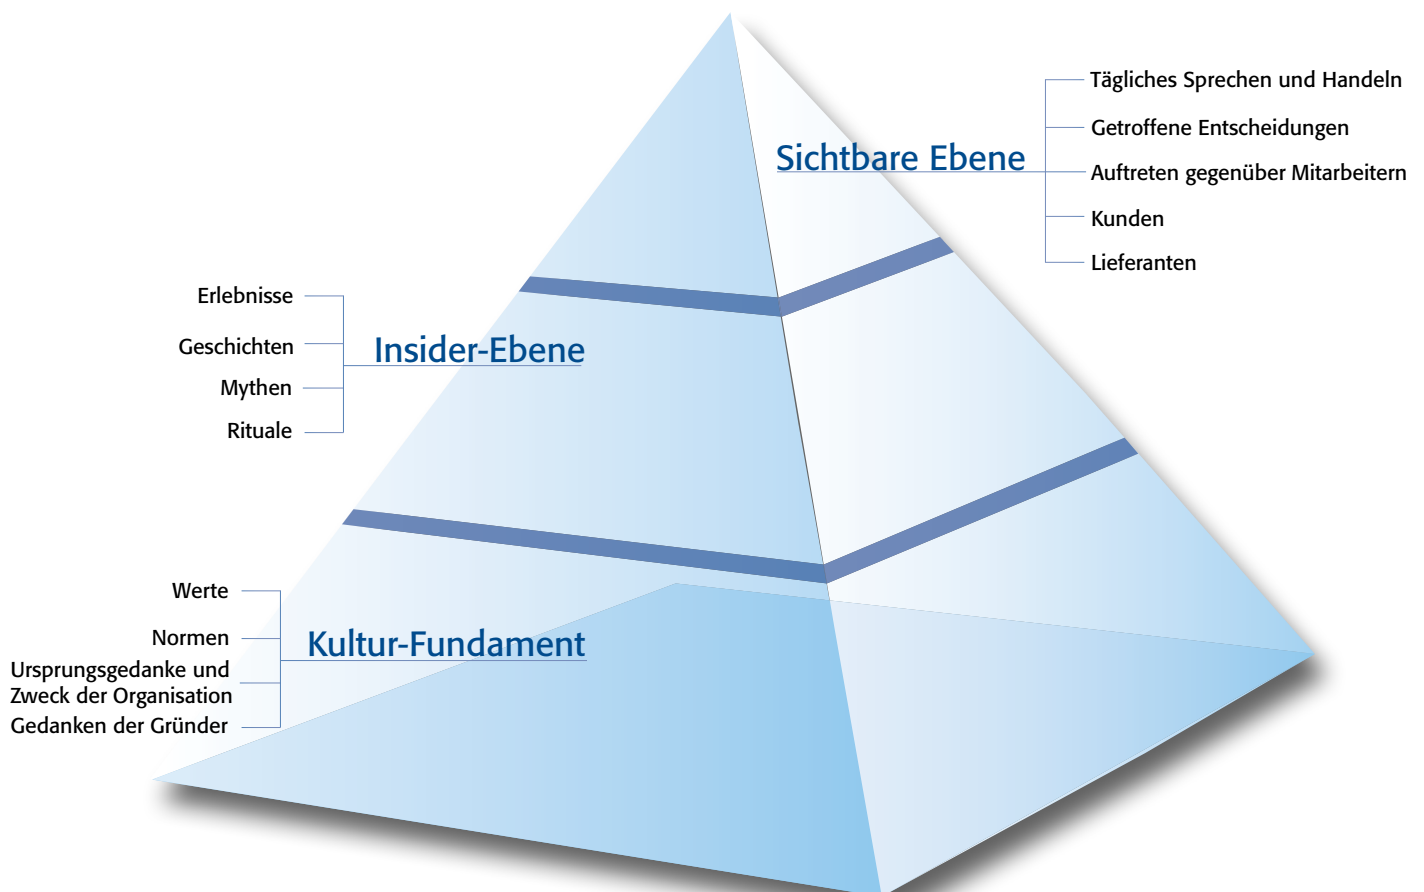 Sichtbare Ebene
Tägliches Sprechen und Handeln
Getroffene Entscheidungen
Auftreten gegenüber Mitarbeitern
Kunden
Lieferanten
Insider-Ebene
Erlebnisse
Geschichten
Mythen
Rituale
Kultur-Fundament
Werte
Normen
Ursprungsgedanke und
Zweck der Organisation
Gedanken der Gründer